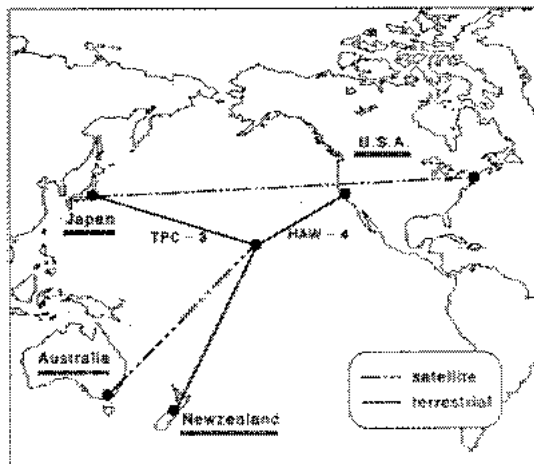 U.S.A.
Japan
TPC - 3
HAW - 4
Australia
Newzealand
satellite
terrestrial